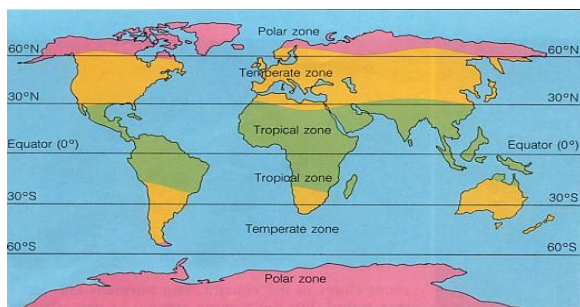 Polar zone
60°N 60°N
Temperate zone
30°N 30°N
Tropical zone
Equator (0°) Equator (0°)
Tropical zone
30°S 30°S
Temperate zone
60°S 60°S
Polar zone